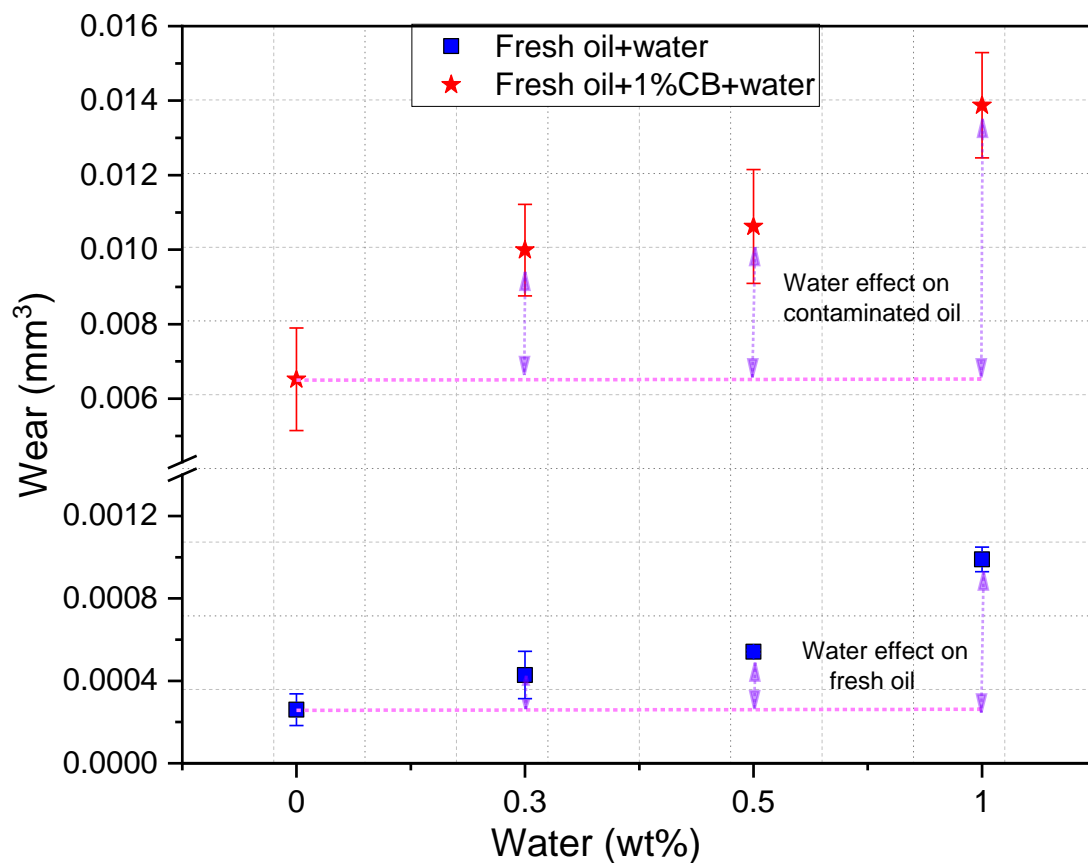 Fresh oil+water
Fresh oil+1%CB+water
0.016
0.014
0.012
0.010
0.008
0.006
0.0012
0.0008
0.0004
0.0000
Wear (mm³)
Water effect on
contaminated oil
Water effect on
fresh oil
0 0.3 0.5 1
Water (wt%)